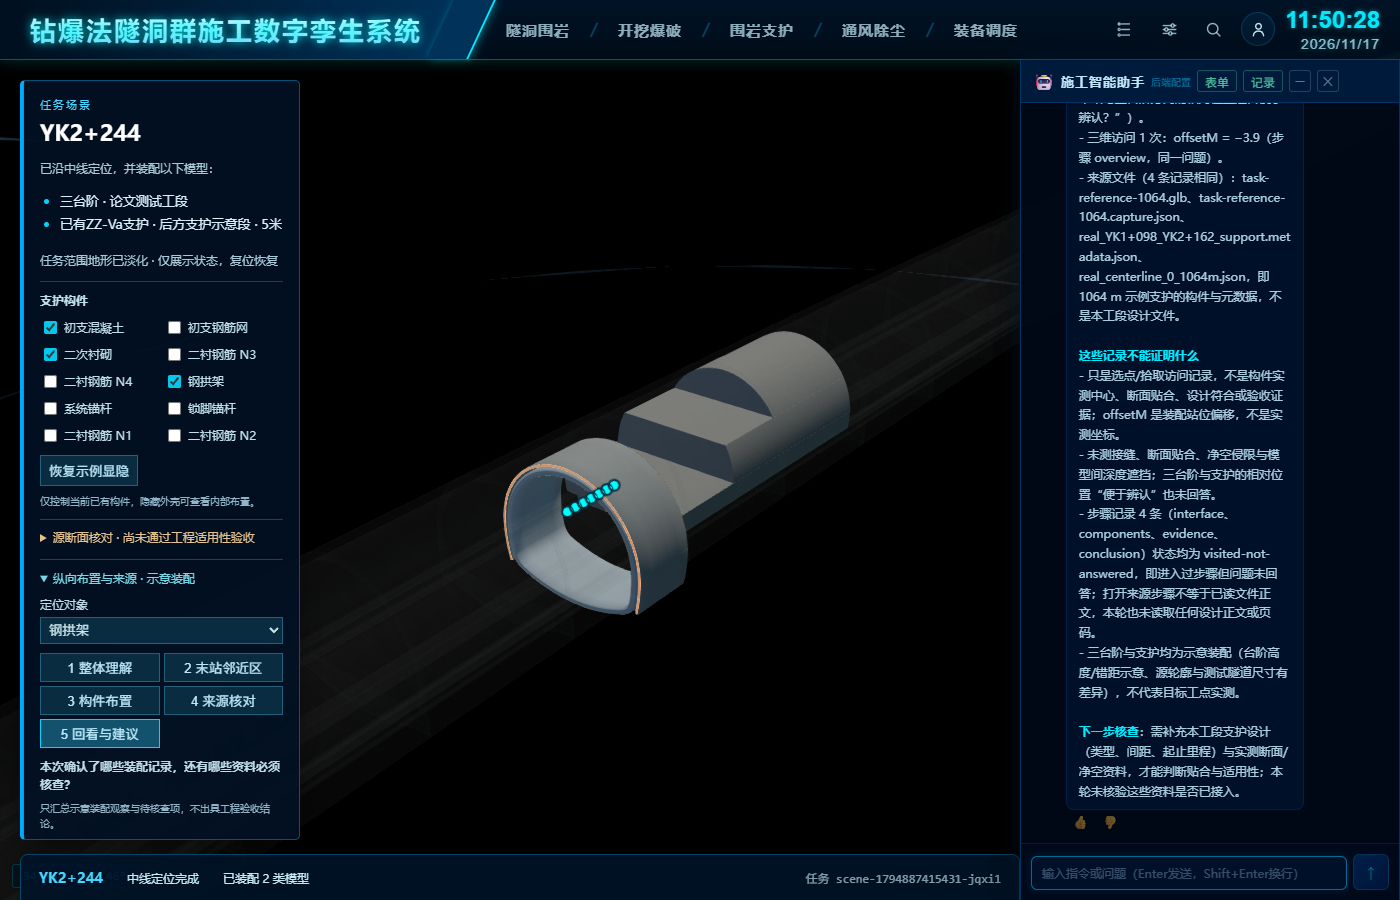 钻爆法隧洞群施工数字孪生系统
隧洞围岩 / 开挖爆破 / 围岩支护 / 通风除尘 / 装备调度
11:50:28
2026/11/17
任务场景
YK2+244
已沿中线定位，并装配以下模型：
三台阶 · 论文测试工段
已有ZZ-Va支护 · 后方支护示意段 · 5米
任务范围地形已淡化 · 仅展示状态，复位恢复
支护构件
初支混凝土 初支钢筋网
二次衬砌 二衬钢筋 N3
二衬钢筋 N4 钢拱架
系统锚杆 锁脚锚杆
二衬钢筋 N1 二衬钢筋 N2
恢复示例显隐
仅控制当前已有构件，隐藏外壳可查看内部布置。
▶ 源断面核对 · 尚未通过工程适用性验收
▼ 纵向布置与来源 · 示意装配
定位对象
钢拱架
1 整体理解 2 末站邻近区
3 构件布置 4 来源核对
5 回看与建议
本次确认了哪些装配记录，还有哪些资料必须
核查?
只汇总示意装配观察与待核查项，不出具工程验收结
论。
YK2+244 中线定位完成 已装配 2 类模型
任务 scene-1794887415431-jqxi1
施工智能助手 后端配置 表单 记录
辨认？”）。
- 三维访问 1 次：offsetM = −3.9（步
骤 overview，同一问题）。
- 来源文件（4 条记录相同）：task-
reference-1064.glb、task-reference-
1064.capture.json、
real_YK1+098_YK2+162_support.met
adata.json、
real_centerline_0_1064m.json，即
1064 m 示例支护的构件与元数据，不
是本工段设计文件。
这些记录不能证明什么
- 只是选点/拾取访问记录，不是构件实
测中心、断面贴合、设计符合或验收证
据；offsetM 是装配站位偏移，不是实
测坐标。
- 未测接缝、断面贴合、净空侵限与模
型间深度遮挡；三台阶与支护的相对位
置“便于辨认”也未回答。
- 步骤记录 4 条（interface、
components、evidence、
conclusion）状态均为 visited-not-
answered，即进入过步骤但问题未回
答；打开来源步骤不等于已读文件正
文，本轮也未读取任何设计正文或页
码。
- 三台阶与支护均为示意装配（台阶高
度/错距示意、源轮廓与测试隧道尺寸有
差异），不代表目标工点实测。
下一步核查：需补充本工段支护设计
（类型、间距、起止里程）与实测断面/
净空资料，才能判断贴合与适用性；本
轮未核验这些资料是否已接入。
输入指令或问题（Enter发送，Shift+Enter换行）